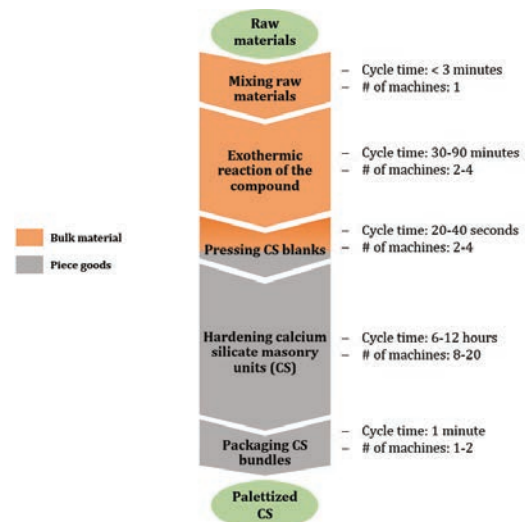 Raw
materials
Mixing raw
materials
– Cycle time: < 3 minutes
– # of machines: 1
Exothermic
reaction of the
compound
– Cycle time: 30-90 minutes
– # of machines: 2-4
Bulk material
Piece goods
Pressing CS blanks
– Cycle time: 20-40 seconds
– # of machines: 2-4
Hardening calcium
silicate masonry
units (CS)
– Cycle time: 6-12 hours
– # of machines: 8-20
Packaging CS
bundles
– Cycle time: 1 minute
– # of machines: 1-2
Palettized
CS